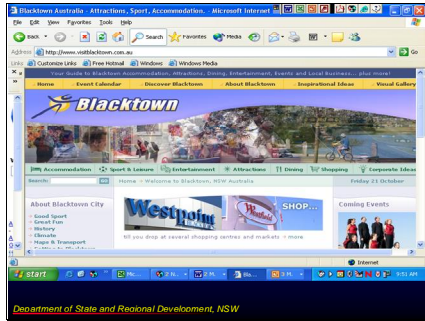 Blacktown Australia - Attractions, Sport, Accommodation, - Microsoft Internet
File Edit View Favorites Tools Help
Back Search Favorites Media
Address http://www.visitblacktown.com.au Go
Links Customize Links Free Hotmail Windows Windows Media
Your Guide to Blacktown Accommodation, Attractions, Dining, Entertainment, Events and Local Business... plus more!
Home Event Calendar Discover Blacktown About Blacktown Inspirational Ideas Visual Gallery
Blacktown
Accommodation Sport & Leisure Entertainment Attractions Dining Shopping Corporate Ideas
Search: Home » Welcome to Blacktown, NSW Australia Friday 21 October
About Blacktown City
Good Sport
Great Fun
History
Climate
Maps & Transport
Westpoint
Westfield
SHOP...
till you drop at several shopping centres and markets » more
Coming Events
Internet
start Mc... 2 N... 2 M... Bla... 3 M... 9:51 AM
Department of State and Regional Development, NSW